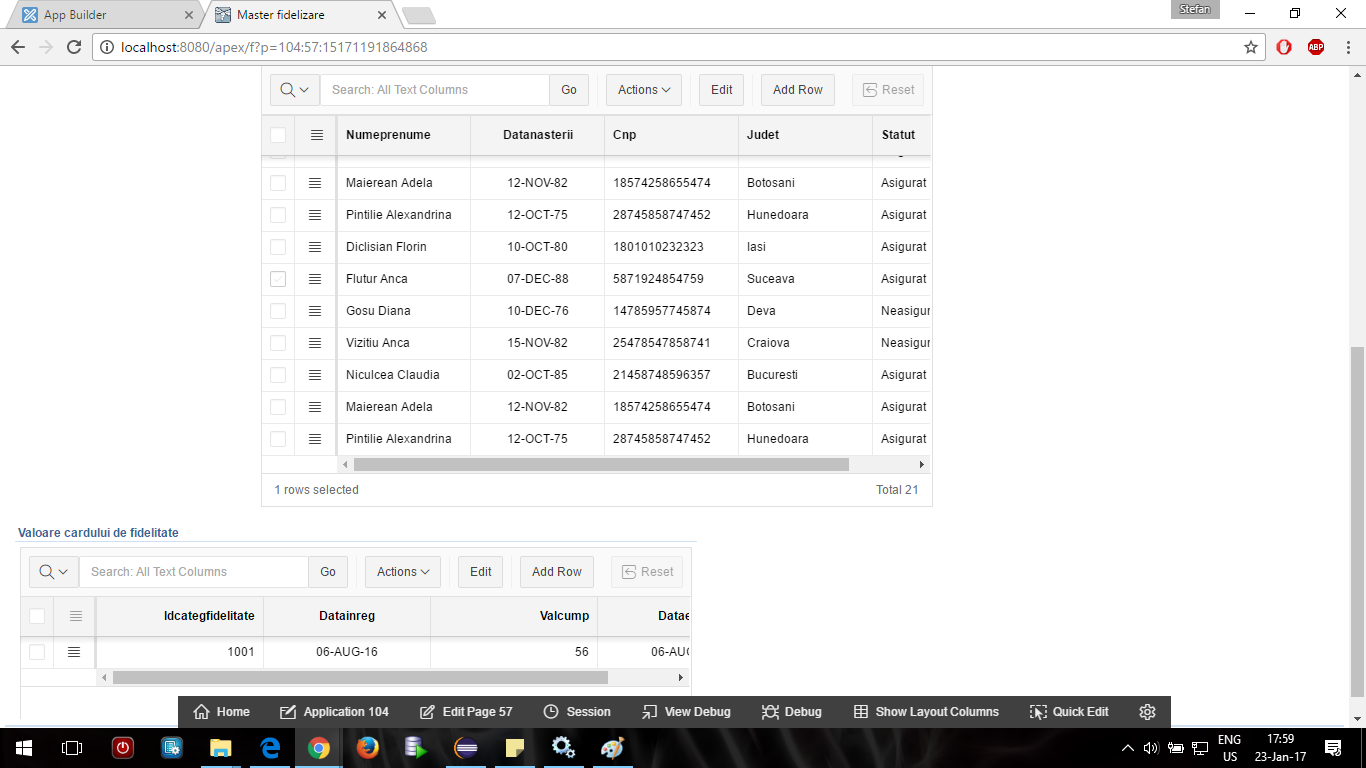 App Builder
Master fidelizare
Stefan
localhost:8080/apex/f?p=104:57:15171191864868
ABP
Search: All Text Columns Go Actions Edit Add Row Reset
Numeprenume Datanasterii Cnp Judet Statut
Maierean Adela 12-NOV-82 18574258655474 Botosani Asigurat
Pintilie Alexandrina 12-OCT-75 28745858747452 Hunedoara Asigurat
Diclisian Florin 10-OCT-80 1801010232323 Iasi Asigurat
Flutur Anca 07-DEC-88 5871924854759 Suceava Asigurat
Gosu Diana 10-DEC-76 14785957745874 Deva Neasigur
Vizitiu Anca 15-NOV-82 25478547858741 Craiova Neasigur
Niculcea Claudia 02-OCT-85 21458748596357 Bucuresti Asigurat
Maierean Adela 12-NOV-82 18574258655474 Botosani Asigurat
Pintilie Alexandrina 12-OCT-75 28745858747452 Hunedoara Asigurat
1 rows selected Total 21
Valoare cardului de fidelitate
Search: All Text Columns Go Actions Edit Add Row Reset
Idcategfidelitate Datainreg Valcump Datae
1001 06-AUG-16 56 06-AUG
Home Application 104 Edit Page 57 Session View Debug Debug Show Layout Columns Quick Edit
ENG 17:59
US 23-Jan-17